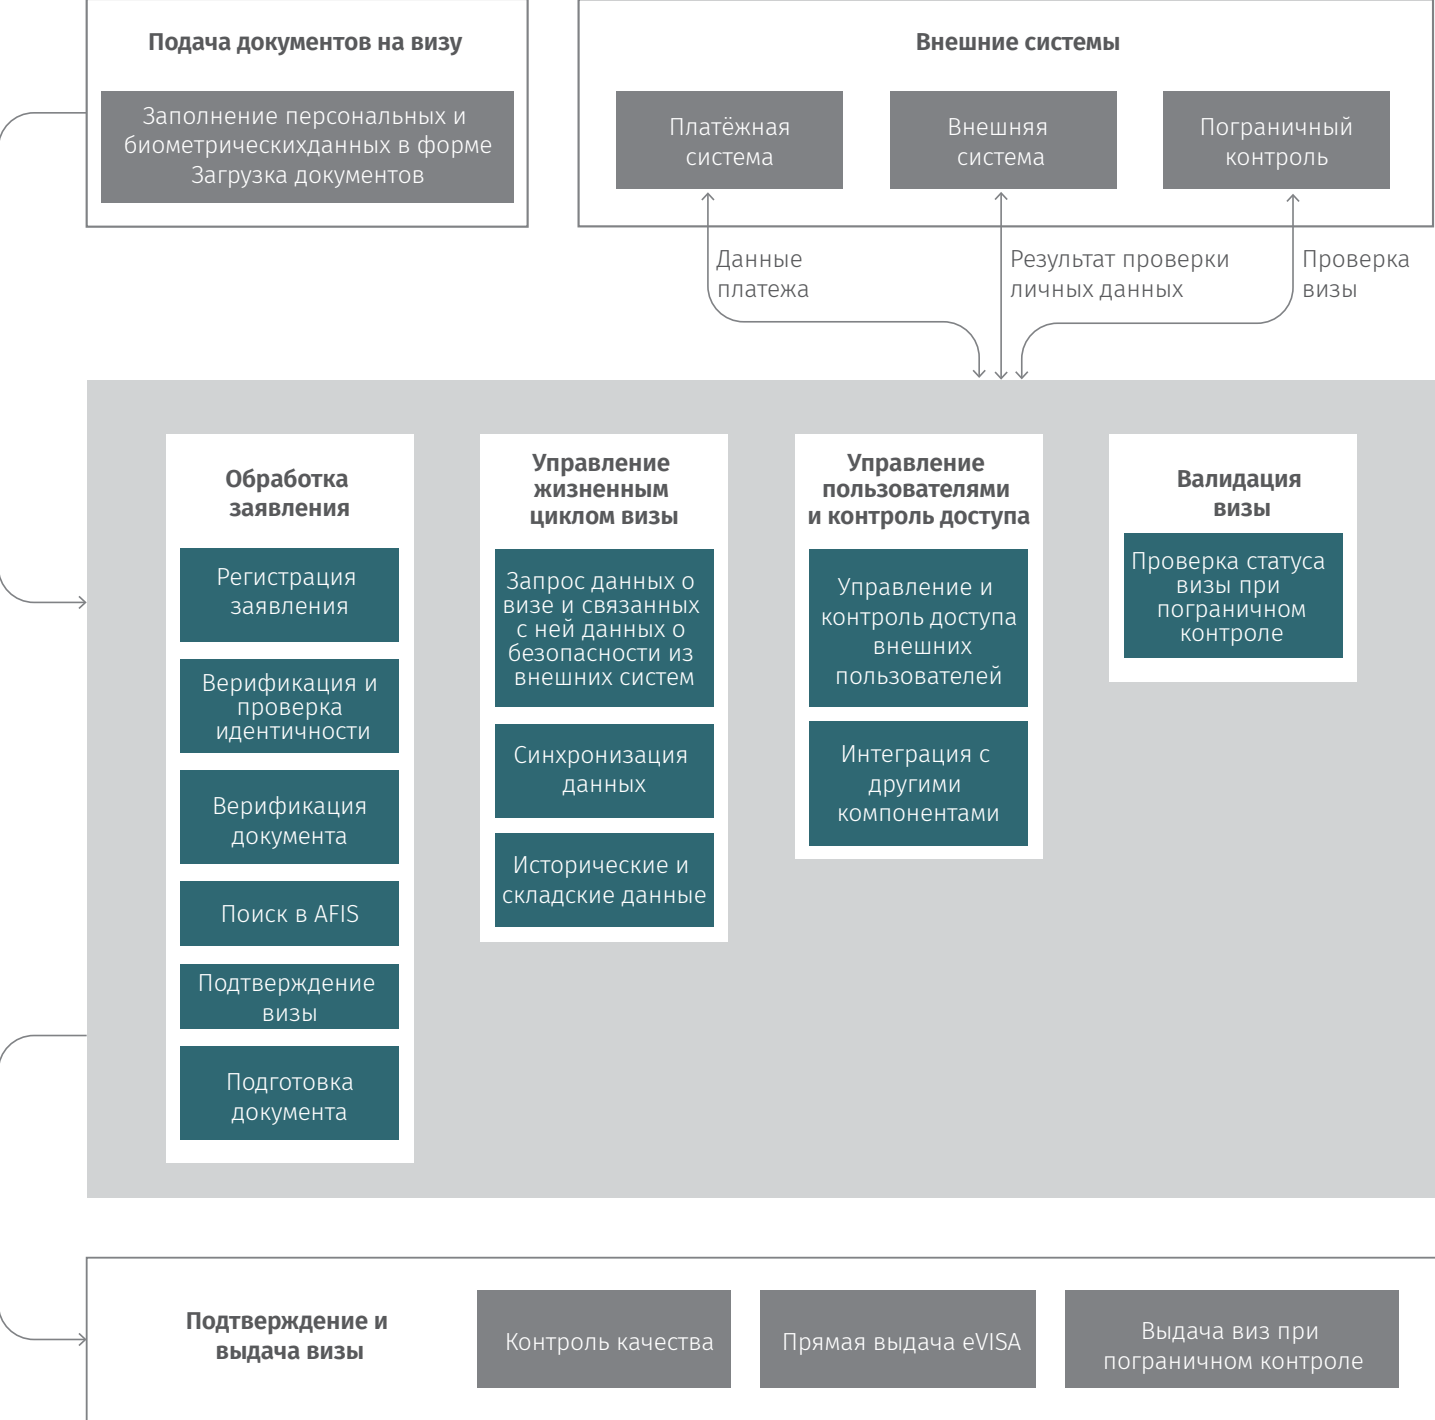 Подача документов на визу
Заполнение персональных и
биометрическихданных в форме
Загрузка документов
Внешние системы
Платёжная
система
Внешняя
система
Пограничный
контроль
Данные
платежа
Результат проверки
личных данных
Проверка
визы
Обработка
заявления
Регистрация
заявления
Верификация и
проверка
идентичности
Верификация
документа
Поиск в AFIS
Подтверждение
визы
Подготовка
документа
Управление
жизненным
циклом визы
Запрос данных о
визе и связанных
с ней данных о
безопасности из
внешних систем
Синхронизация
данных
Исторические и
складские данные
Управление
пользователями
и контроль доступа
Управление и
контроль доступа
внешних
пользователей
Интеграция с
другими
компонентами
Валидация
визы
Проверка статуса
визы при
пограничном
контроле
Подтверждение и
выдача визы
Контроль качества
Прямая выдача eVISA
Выдача виз при
пограничном контроле